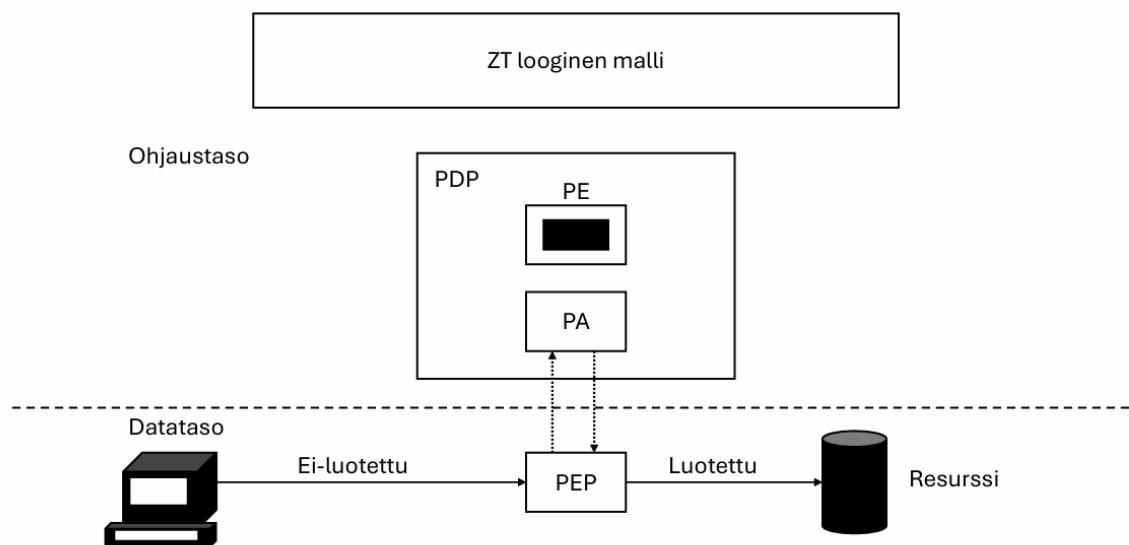 ZT looginen malli
Ohjaustaso
PDP
PE
PA
Datataso
Ei-luotettu
PEP
Luotettu
Resurssi